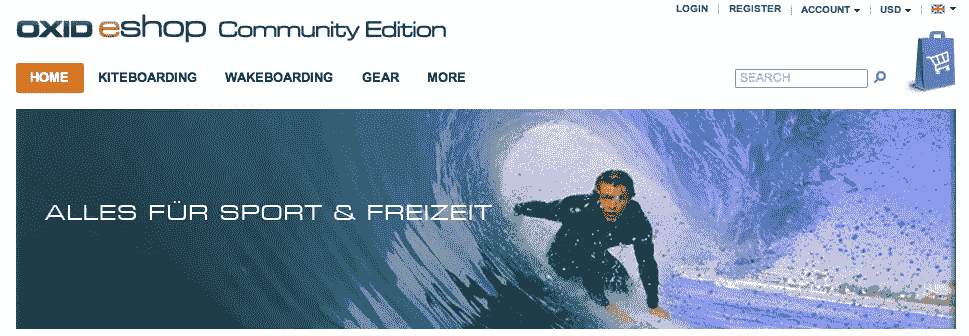 LOGIN REGISTER ACCOUNT USD
OXID eshop Community Edition
HOME KITEBOARDING WAKEBOARDING GEAR MORE SEARCH
ALLES FÜR SPORT & FREIZEIT